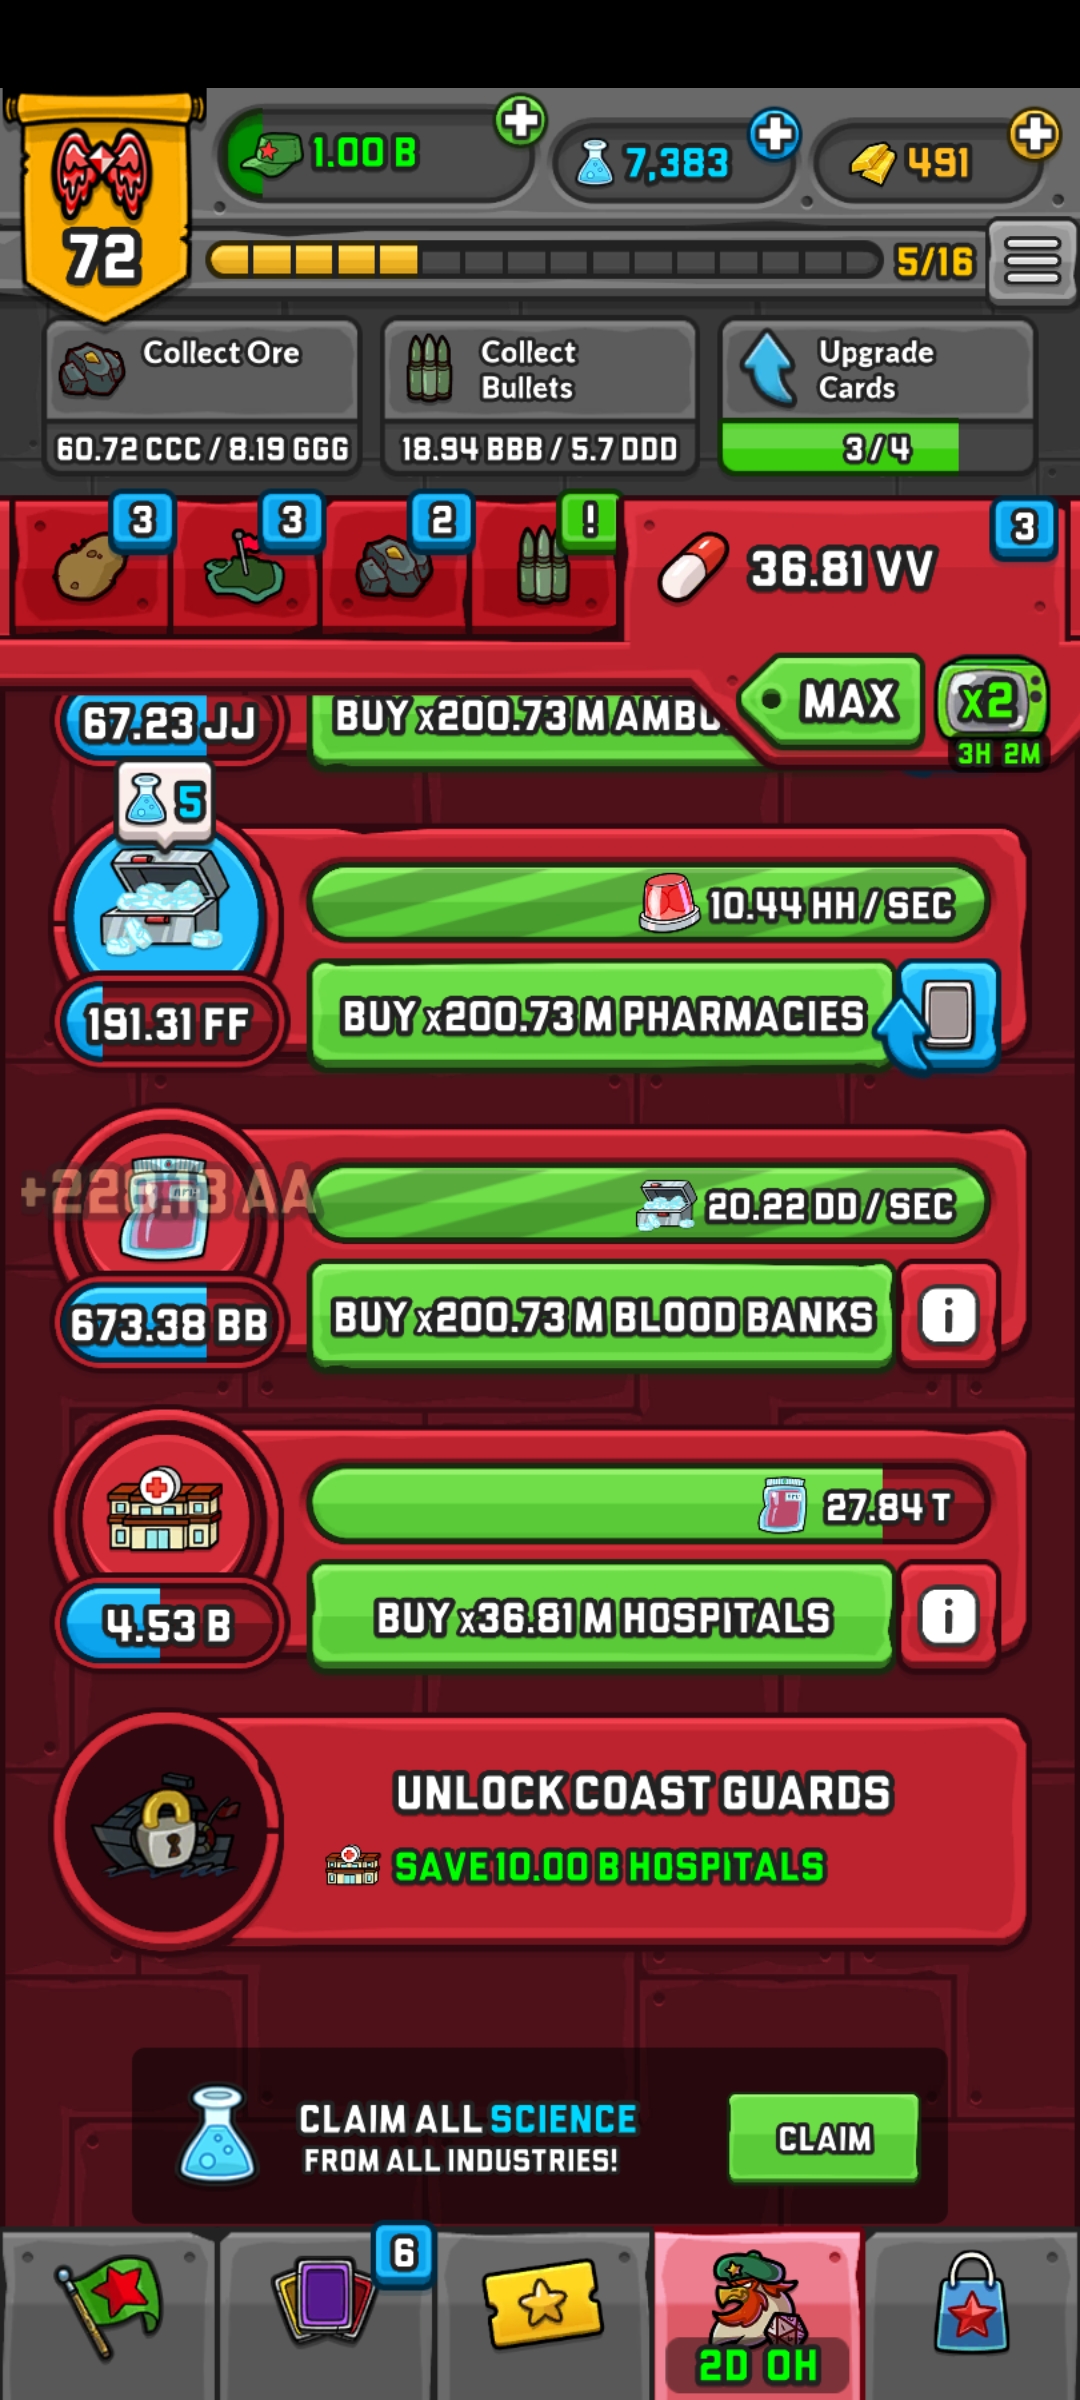 1.00 B
7,383
491
72
5/16
Collect Ore
60.72 CCC / 8.19 GGG
Collect
Bullets
18.94 BBB / 5.7 DDD
Upgrade
Cards
3/4
3
3
2
!
36.81 VV
3
MAX
x2
3H 2M
67.23 JJ
BUY x200.73 M AMBU
5
10.44 HH / SEC
191.31 FF
BUY x200.73 M PHARMACIES
20.22 DD / SEC
673.38 BB
BUY x200.73 M BLOOD BANKS
i
27.84 T
4.53 B
BUY x36.81 M HOSPITALS
i
UNLOCK COAST GUARDS
SAVE 10.00 B HOSPITALS
CLAIM ALL SCIENCE
FROM ALL INDUSTRIES!
CLAIM
6
2D 0H